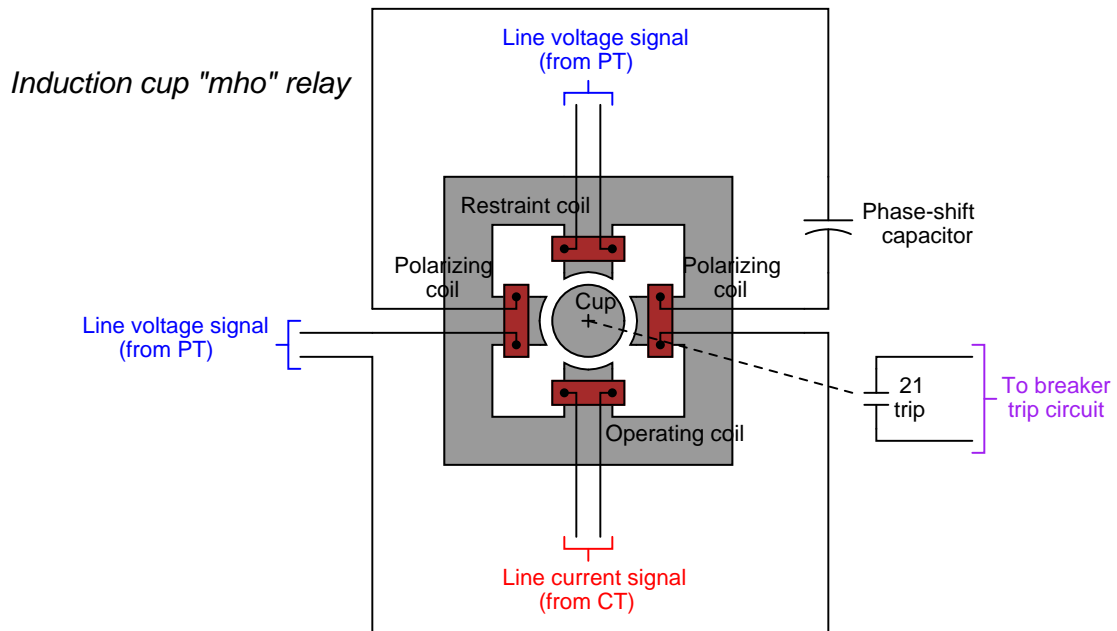 Induction cup "mho" relay
Line voltage signal
(from PT)
Restraint coil
Phase-shift
capacitor
Polarizing
coil
Polarizing
coil
Cup
Line voltage signal
(from PT)
21
trip
To breaker
trip circuit
Operating coil
Line current signal
(from CT)